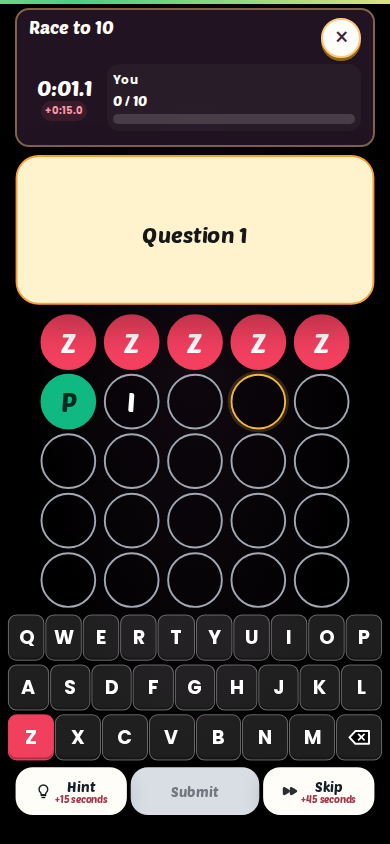 Race to 10
×
0:01.1
+0:15.0
You
0 / 10
Question 1
Z Z Z Z Z
P I
Q W E R T Y U I O P
A S D F G H J K L
Z X C V B N M
Hint
+15 seconds
Submit
Skip
+45 seconds